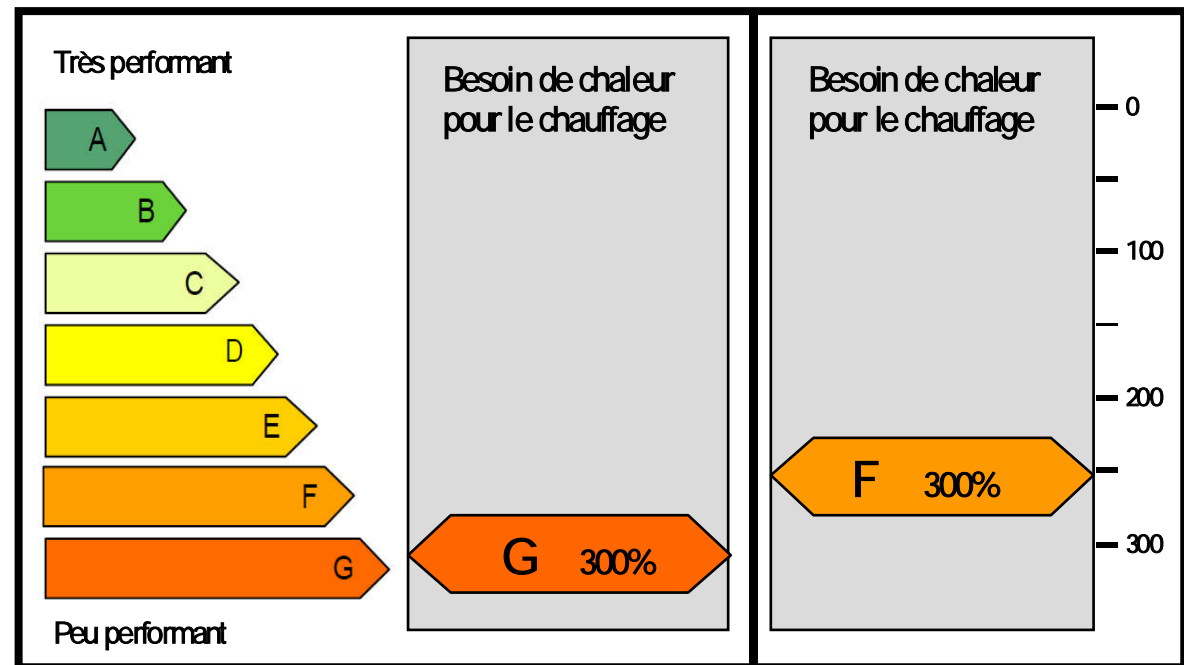 Très performant
A
B
C
D
E
F
G
Peu performant
Besoin de chaleur
pour le chauffage
G 300%
Besoin de chaleur
pour le chauffage
F 300%
0
100
200
300